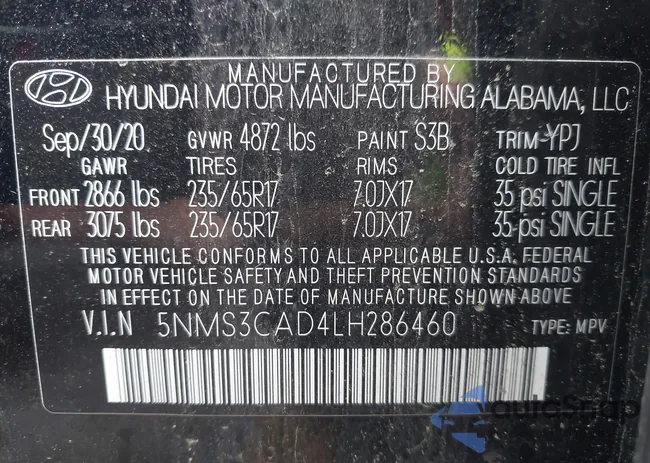 MANUFACTURED BY
HYUNDAI MOTOR MANUFACTURING ALABAMA, LLC
Sep/30/20 GVWR 4872 lbs PAINT S3B TRIM-YPJ
GAWR TIRES RIMS COLD TIRE INFL
FRONT 2866 lbs 235/65R17 7.0JX17 35 psi SINGLE
REAR 3075 lbs 235/65R17 7.0JX17 35-psi SINGLE
THIS VEHICLE CONFORMS TO ALL APPLICABLE U.S.A. FEDERAL
MOTOR VEHICLE SAFETY AND THEFT PREVENTION STANDARDS
IN EFFECT ON THE DATE OF MANUFACTURE SHOWN ABOVE
V.I.N 5NMS3CAD4LH286460 TYPE: MPV
autoSnap